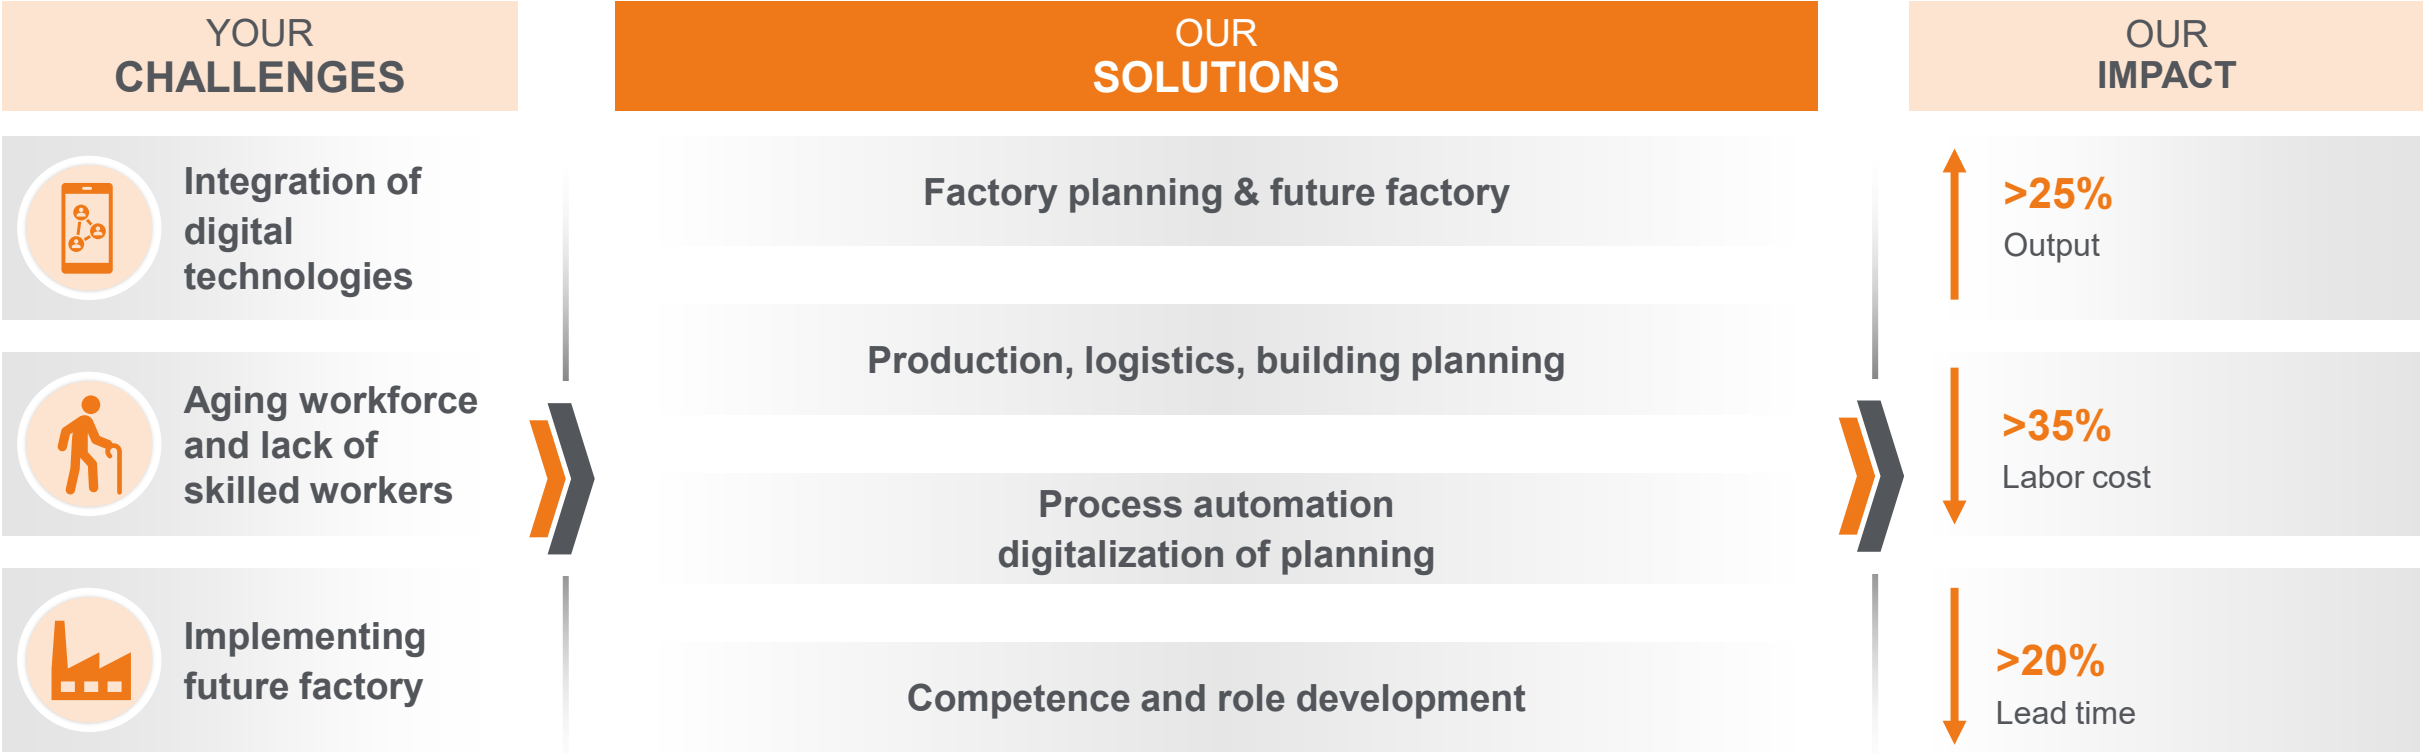 YOUR
CHALLENGES
Integration of
digital
technologies
Aging workforce
and lack of
skilled workers
Implementing
future factory
OUR
SOLUTIONS
Factory planning & future factory
Production, logistics, building planning
Process automation
digitalization of planning
Competence and role development
OUR
IMPACT
>25%
Output
>35%
Labor cost
>20%
Lead time